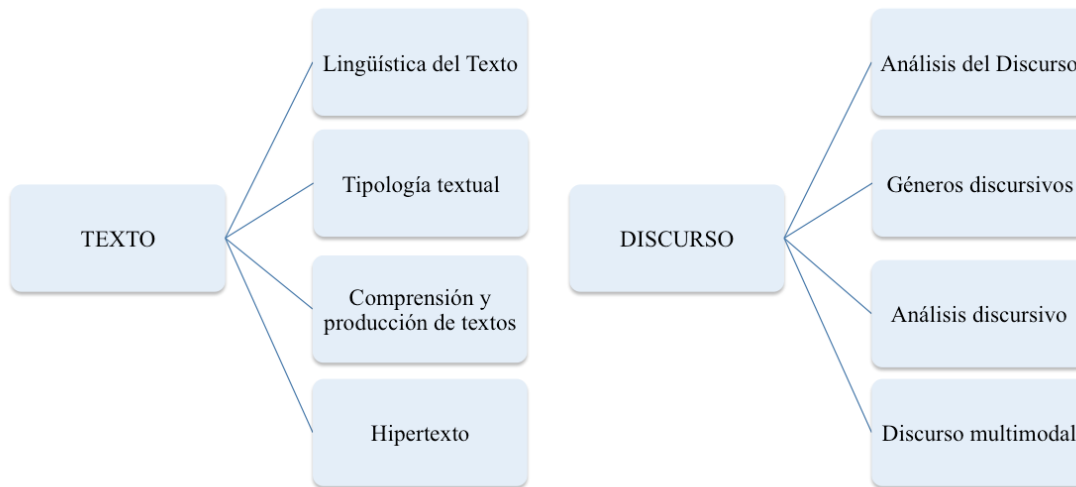 TEXTO
Lingüística del Texto
Tipología textual
Comprensión y
producción de textos
Hipertexto
DISCURSO
Análisis del Discurso
Géneros discursivos
Análisis discursivo
Discurso multimodal